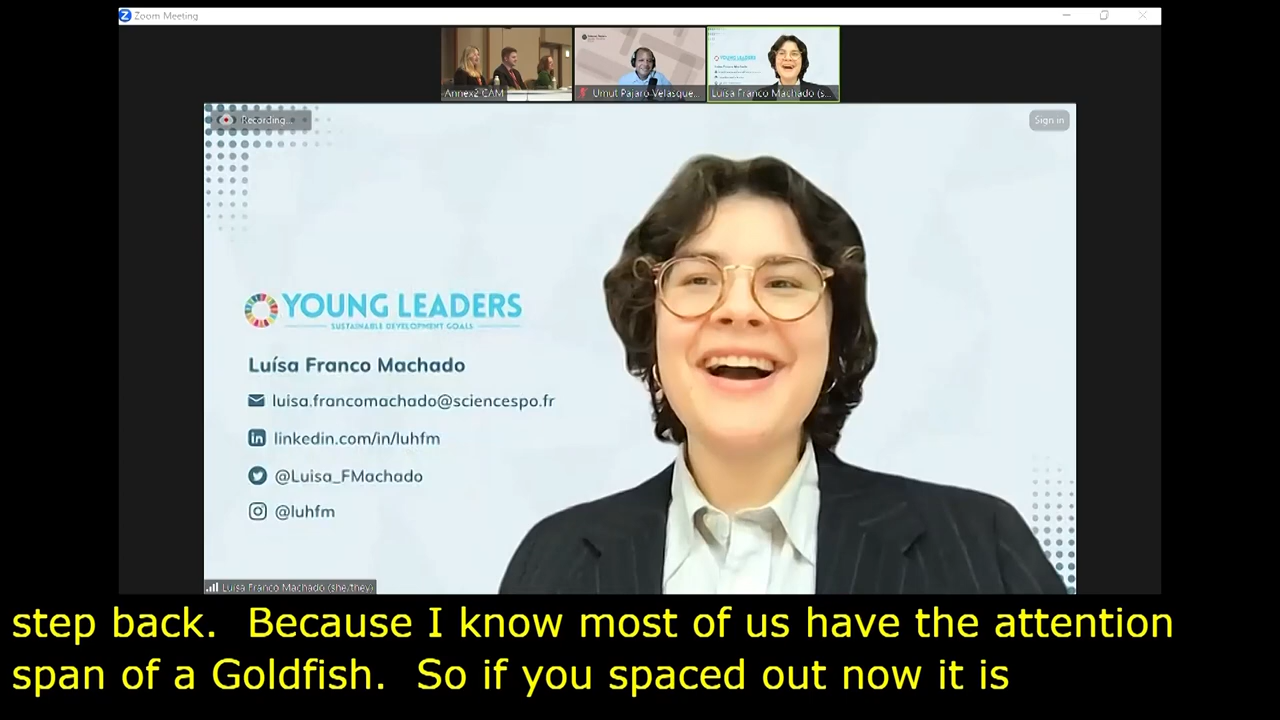 Zoom Meeting
Annex2 CAM
Umut Pajaro Velasque...
Luísa Franco Machado (s...
Recording...
Sign in
YOUNG LEADERS
SUSTAINABLE DEVELOPMENT GOALS
Luísa Franco Machado
luisa.francomachado@sciencespo.fr
linkedin.com/in/luhfm
@Luisa_FMachado
@luhfm
Luísa Franco Machado (she/they)
step back.  Because I know most of us have the attention
span of a Goldfish.  So if you spaced out now it is